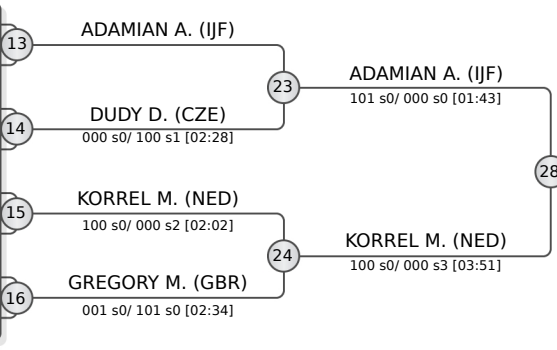 ADAMIAN A. (IJF)
13
23
ADAMIAN A. (IJF)
101 s0/ 000 s0 [01:43]
DUDY D. (CZE)
14
000 s0/ 100 s1 [02:28]
28
KORREL M. (NED)
15
100 s0/ 000 s2 [02:02]
24
KORREL M. (NED)
100 s0/ 000 s3 [03:51]
GREGORY M. (GBR)
16
001 s0/ 101 s0 [02:34]